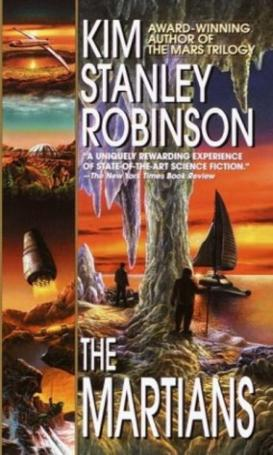 KIM
STANLEY
ROBINSON
AWARD-WINNING
AUTHOR OF
THE MARS TRILOGY
"A UNIQUELY REWARDING EXPERIENCE
OF STATE-OF-THE-ART SCIENCE FICTION."
—The New York Times Book Review
THE
MARTIANS